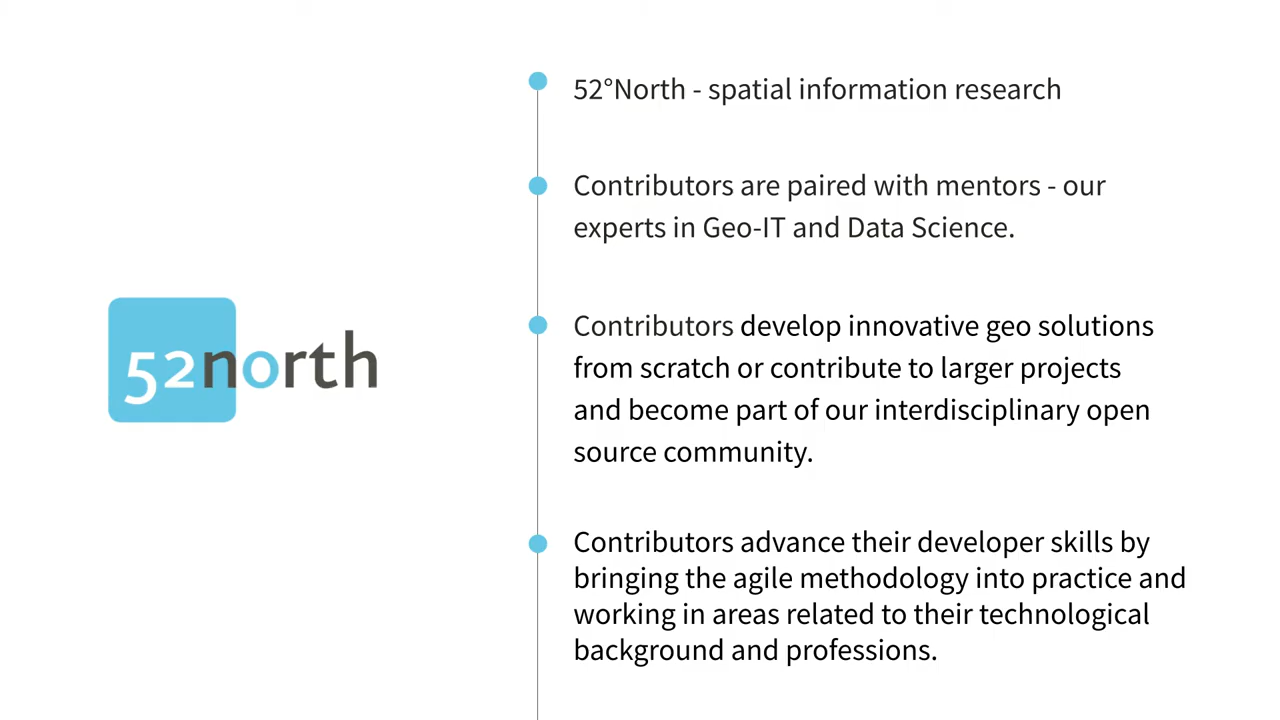 52north
52°North - spatial information research
Contributors are paired with mentors - our
experts in Geo-IT and Data Science.
Contributors develop innovative geo solutions
from scratch or contribute to larger projects
and become part of our interdisciplinary open
source community.
Contributors advance their developer skills by
bringing the agile methodology into practice and
working in areas related to their technological
background and professions.